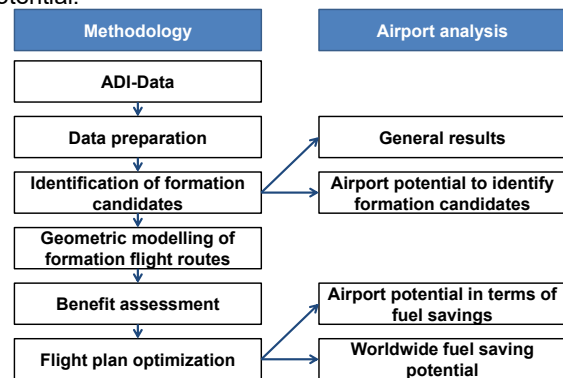 Methodology
Airport analysis
ADI-Data
Data preparation
General results
Identification of formation
candidates
Airport potential to identify
formation candidates
Geometric modelling of
formation flight routes
Benefit assessment
Airport potential in terms of
fuel savings
Flight plan optimization
Worldwide fuel saving
potential